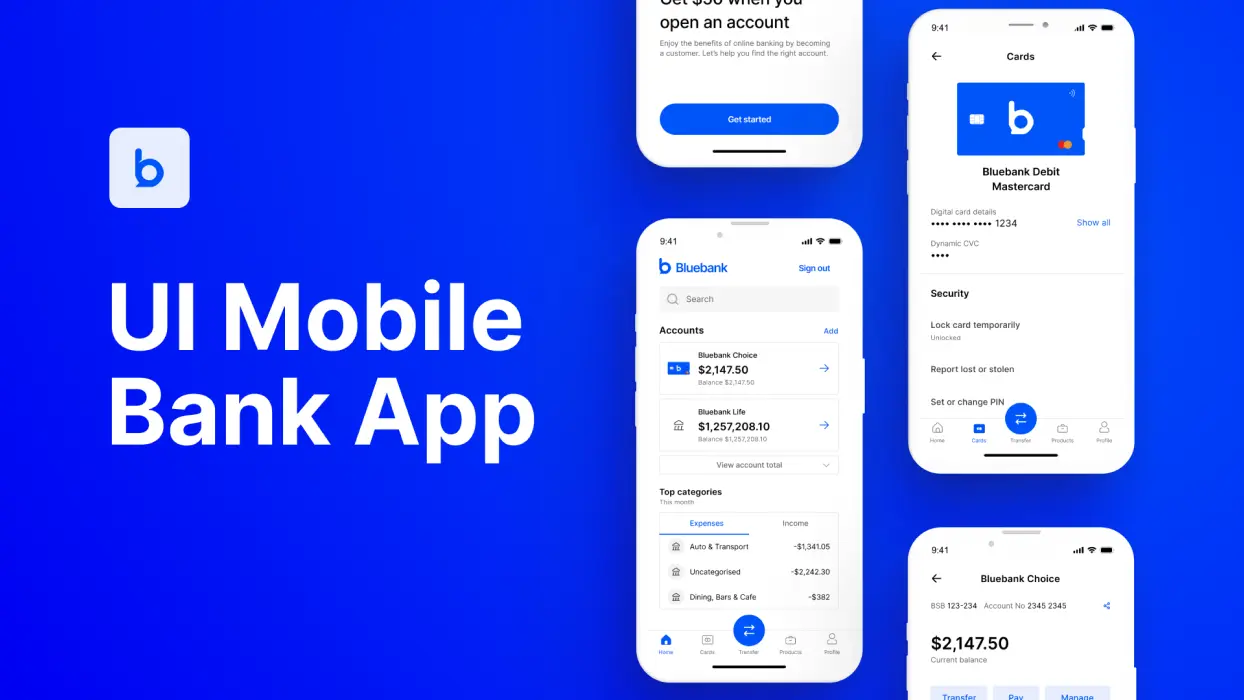 UI Mobile
Bank App
Get $50 when you
open an account
Enjoy the benefits of online banking by becoming
a customer. Let's help you find the right account.
Get started
9:41
Bluebank
Sign out
Search
Accounts
Add
Bluebank Choice
$2,147.50
Balance $2,147.50
Bluebank Life
$1,257,208.10
Balance $1,257,208.10
View account total
Top categories
This month
Expenses
Income
Auto & Transport
-$1,341.05
Uncategorised
-$2,242.30
Dining, Bars & Cafe
-$382
Home
Cards
Transfer
Products
Profile
9:41
Cards
Bluebank Debit
Mastercard
Digital card details
•••• •••• •••• 1234
Show all
Dynamic CVC
••••
Security
Lock card temporarily
Unlocked
Report lost or stolen
Set or change PIN
Home
Cards
Transfer
Products
Profile
9:41
Bluebank Choice
BSB 123-234 Account No 2345 2345
$2,147.50
Current balance
Transfer
Pay
Manage